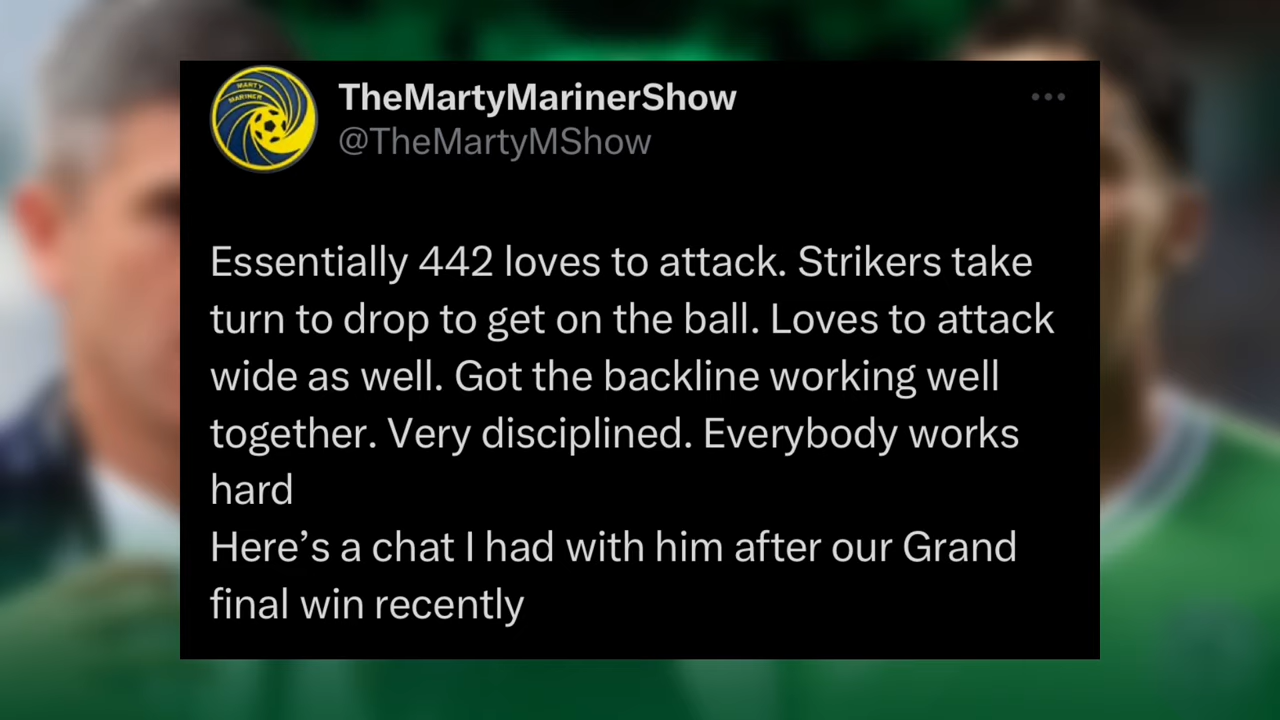 MARTY
MARINER
TheMartyMarinerShow
@TheMartyMShow
Essentially 442 loves to attack. Strikers take
turn to drop to get on the ball. Loves to attack
wide as well. Got the backline working well
together. Very disciplined. Everybody works
hard
Here’s a chat I had with him after our Grand
final win recently